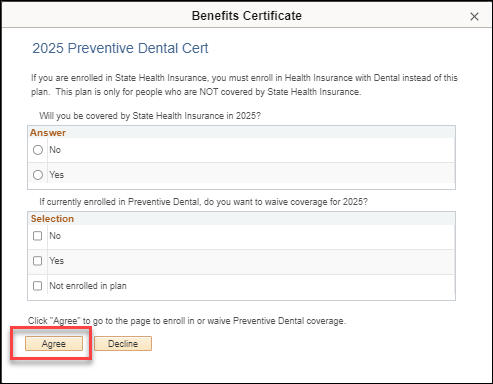 Benefits Certificate
2025 Preventive Dental Cert
If you are enrolled in State Health Insurance, you must enroll in Health Insurance with Dental instead of this
plan. This plan is only for people who are NOT covered by State Health Insurance.
Will you be covered by State Health Insurance in 2025?
Answer
No
Yes
If currently enrolled in Preventive Dental, do you want to waive coverage for 2025?
Selection
No
Yes
Not enrolled in plan
Click "Agree" to go to the page to enroll in or waive Preventive Dental coverage.
Agree Decline